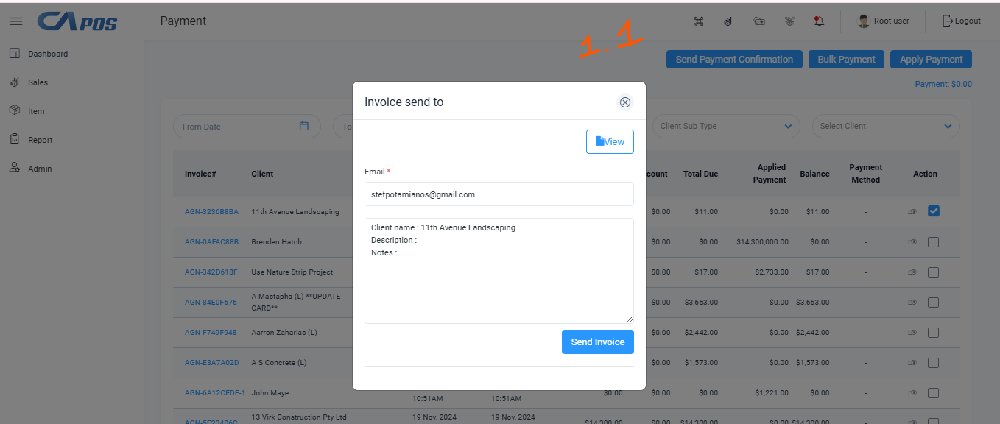 CA POS
Payment
Root user
Logout
1.1
Dashboard
Sales
Item
Report
Admin
Send Payment Confirmation
Bulk Payment
Apply Payment
Payment: $0.00
From Date
To
Client Sub Type
Select Client
Invoice send to
View
Email *
stefpotamianos@gmail.com
Client name : 11th Avenue Landscaping
Description :
Notes :
Send Invoice
Invoice# Client count Total Due Applied Payment Balance Payment Method Action
AGN-3236B8BA 11th Avenue Landscaping $0.00 $11.00 $0.00 $11.00 -
AGN-0AFAC88B Brenden Hatch $0.00 $0.00 $14,300,000.00 $0.00 -
AGN-342D618F Use Nature Strip Project $0.00 $17.00 $2,733.00 $17.00 -
AGN-84E0F676 A Mastapha (L) **UPDATE CARD** $0.00 $3,663.00 $0.00 $3,663.00 -
AGN-F749F948 Aarron Zaharias (L) $0.00 $2,442.00 $0.00 $2,442.00 -
AGN-E3A7A02D A S Concrete (L) $0.00 $1,573.00 $0.00 $1,573.00 -
AGN-6A12CEDE-1 John Maye 10:51AM 10:51AM $0.00 $0.00 $0.00 $1,221.00 $0.00 -
AGN-5F23406C 13 Virk Construction Pty Ltd 19 Nov, 2024 19 Nov, 2024 $14,300.00 $0.00 $14,300.00 $0.00 $14,300.00